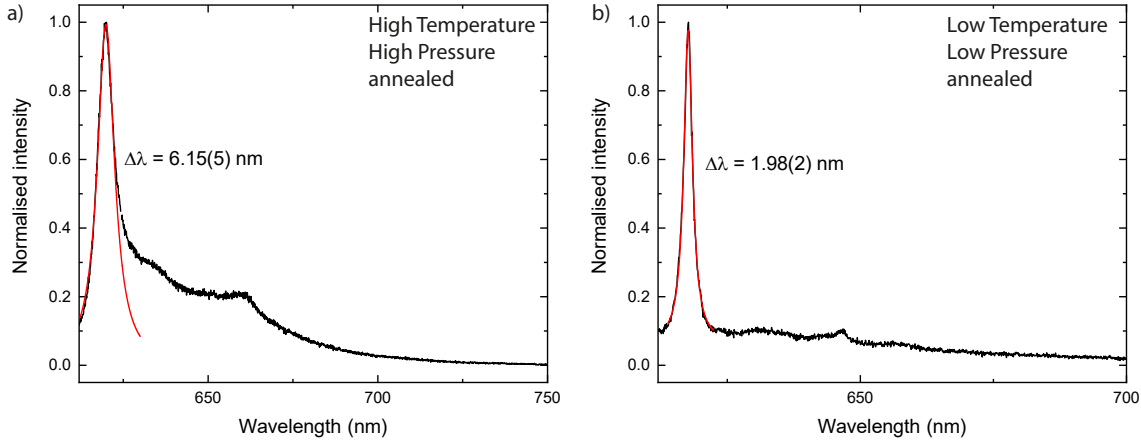 a)
High Temperature
High Pressure
annealed
Δλ = 6.15(5) nm
1.0
0.8
0.6
0.4
0.2
0.0
Normalised intensity
650
700
750
Wavelength (nm)
b)
Low Temperature
Low Pressure
annealed
Δλ = 1.98(2) nm
1.0
0.8
0.6
0.4
0.2
0.0
Normalised intensity
650
700
Wavelength (nm)